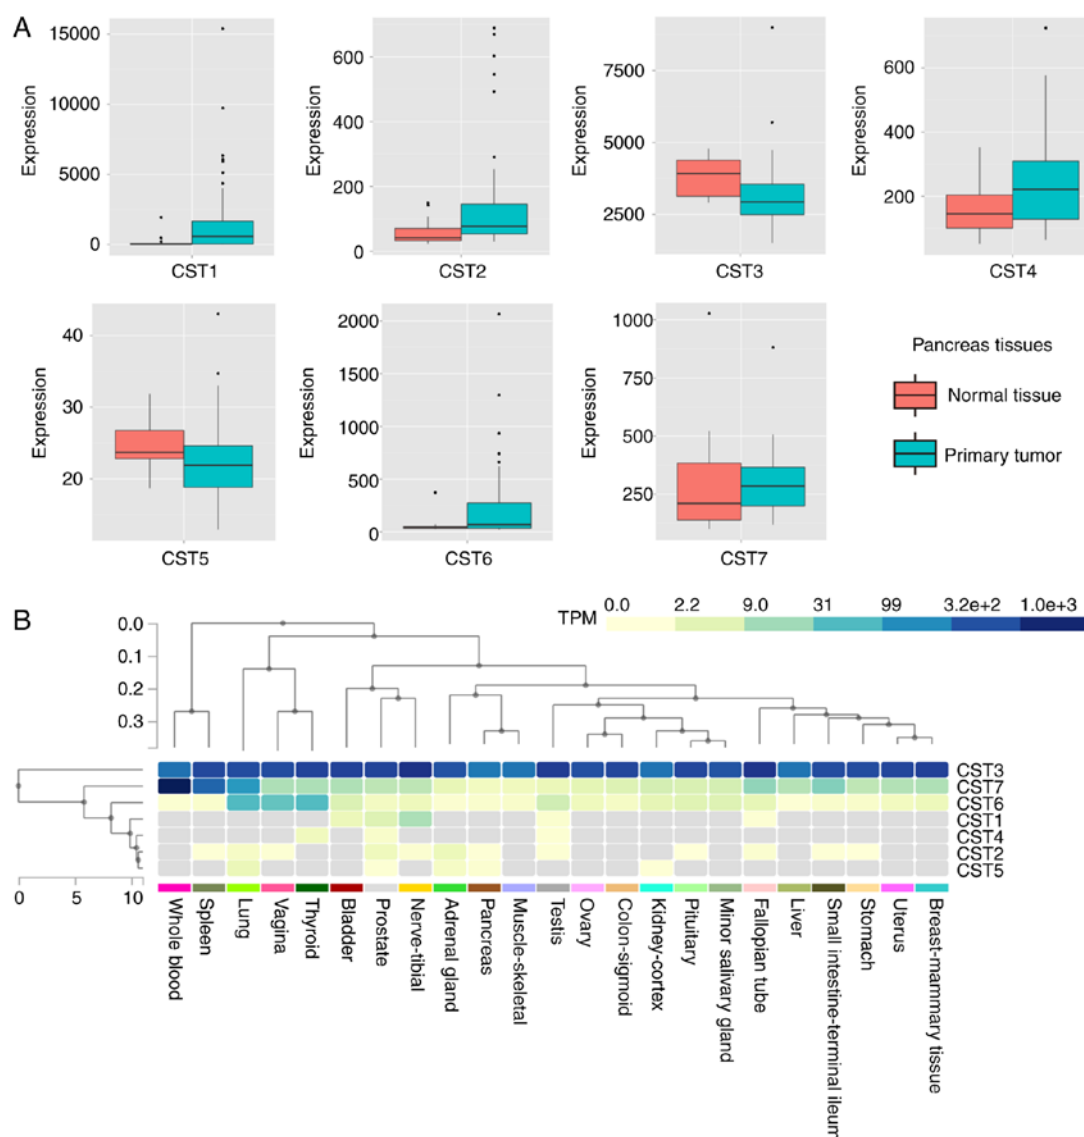 A
Expression
15000
10000
5000
0
CST1
Expression
600
400
200
0
CST2
Expression
7500
5000
2500
CST3
Expression
600
400
200
CST4
Expression
40
30
20
CST5
Expression
2000
1500
1000
500
0
CST6
Expression
1000
750
500
250
CST7
Pancreas tissues
Normal tissue
Primary tumor
B
TPM
0.0 2.2 9.0 31 99 3.2e+2 1.0e+3
0.0
0.1
0.2
0.3
CST3
CST7
CST6
CST1
CST4
CST2
CST5
0 5 10
Whole blood
Spleen
Lung
Vagina
Thyroid
Bladder
Prostate
Nerve-tibial
Adrenal gland
Pancreas
Muscle-skeletal
Testis
Ovary
Colon-sigmoid
Kidney-cortex
Pituitary
Minor salivary gland
Fallopian tube
Liver
Small intestine-terminal ileum
Stomach
Uterus
Breast-mammary tissue